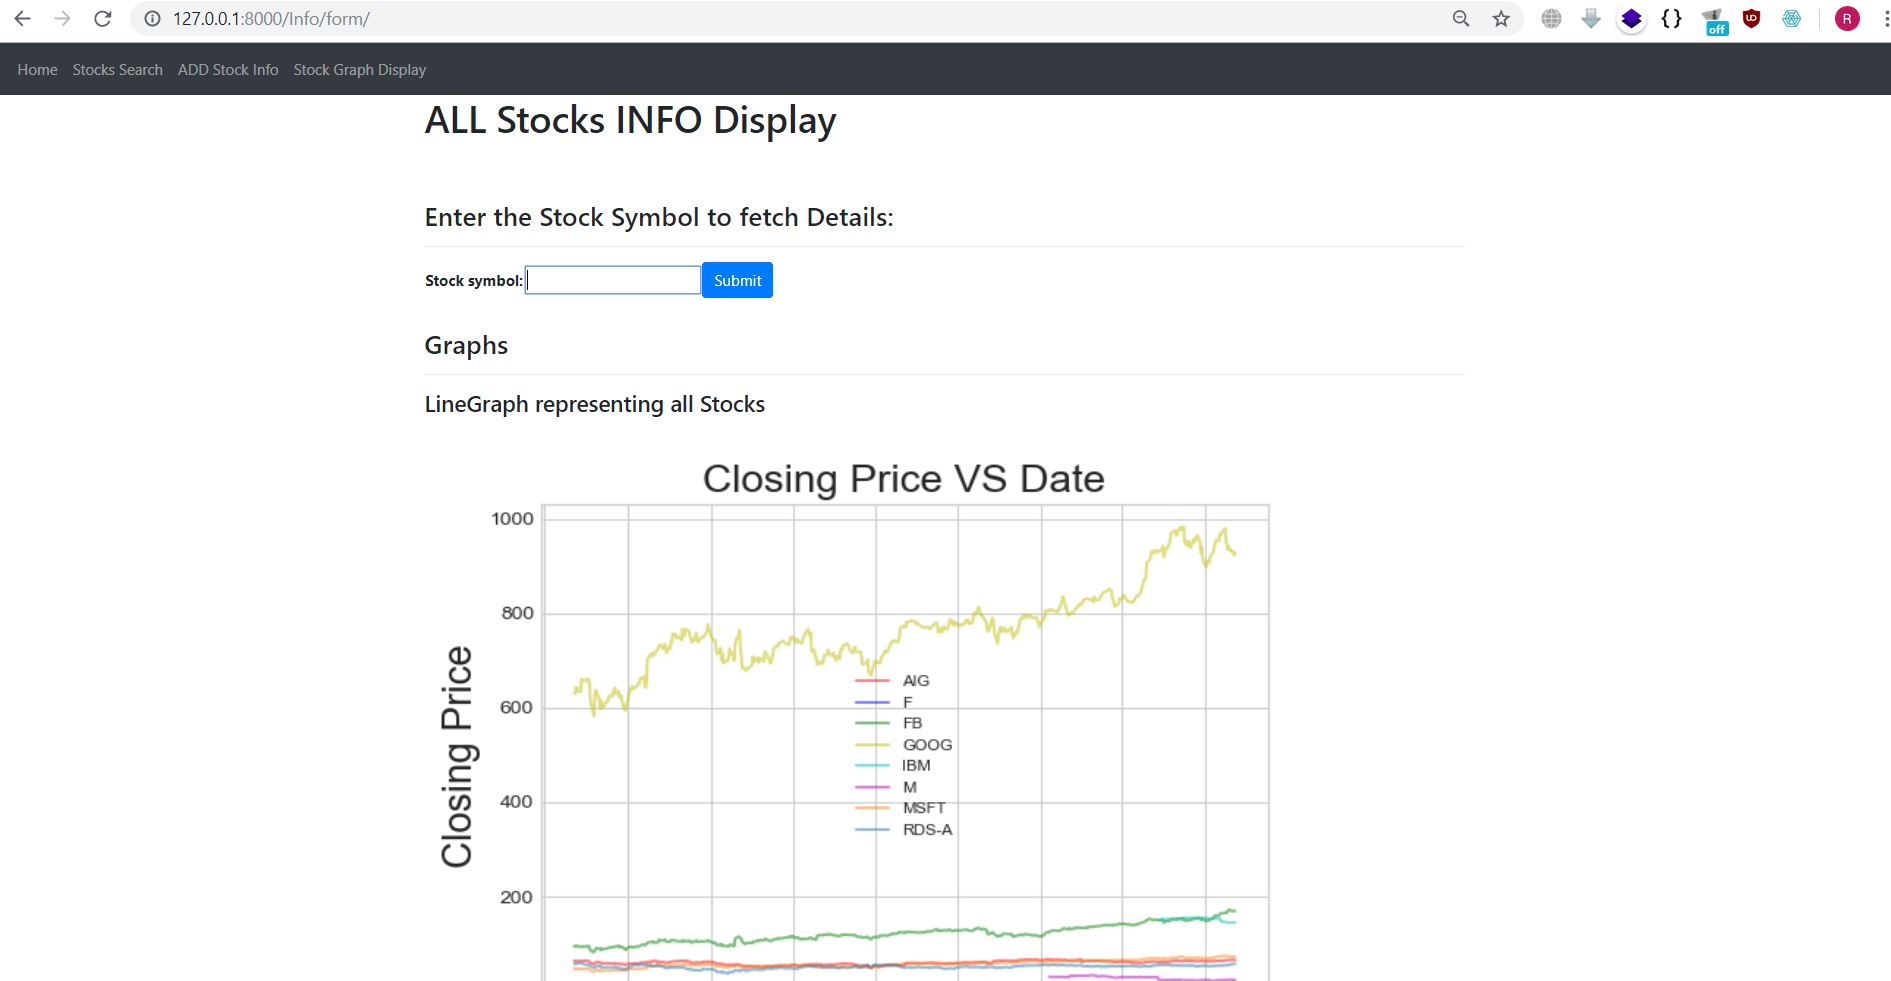 127.0.0.1:8000/Info/form/
off
R
Home Stocks Search ADD Stock Info Stock Graph Display
ALL Stocks INFO Display
Enter the Stock Symbol to fetch Details:
Stock symbol: Submit
Graphs
LineGraph representing all Stocks
Closing Price VS Date
1000
800
600
400
200
Closing Price
AIG
F
FB
GOOG
IBM
M
MSFT
RDS-A